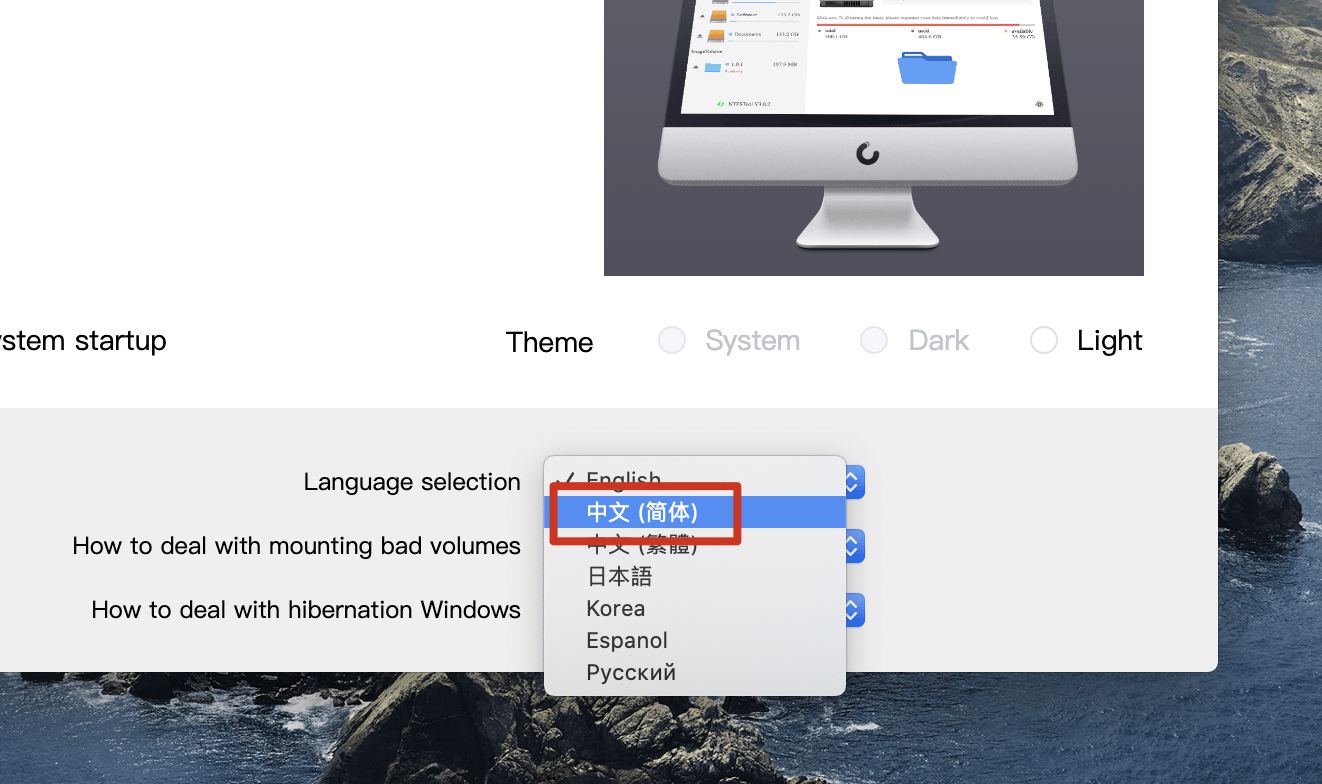 Software
Documents 133.2 GB
1.0.1 197.9 MB
NTFSTool V3.0.2
total
used
available
ystem startup
Theme
System
Dark
Light
Language selection
✓ English
中文 (简体)
中文 (繁體)
How to deal with mounting bad volumes
日本語
How to deal with hibernation Windows
Korea
Espanol
Русский